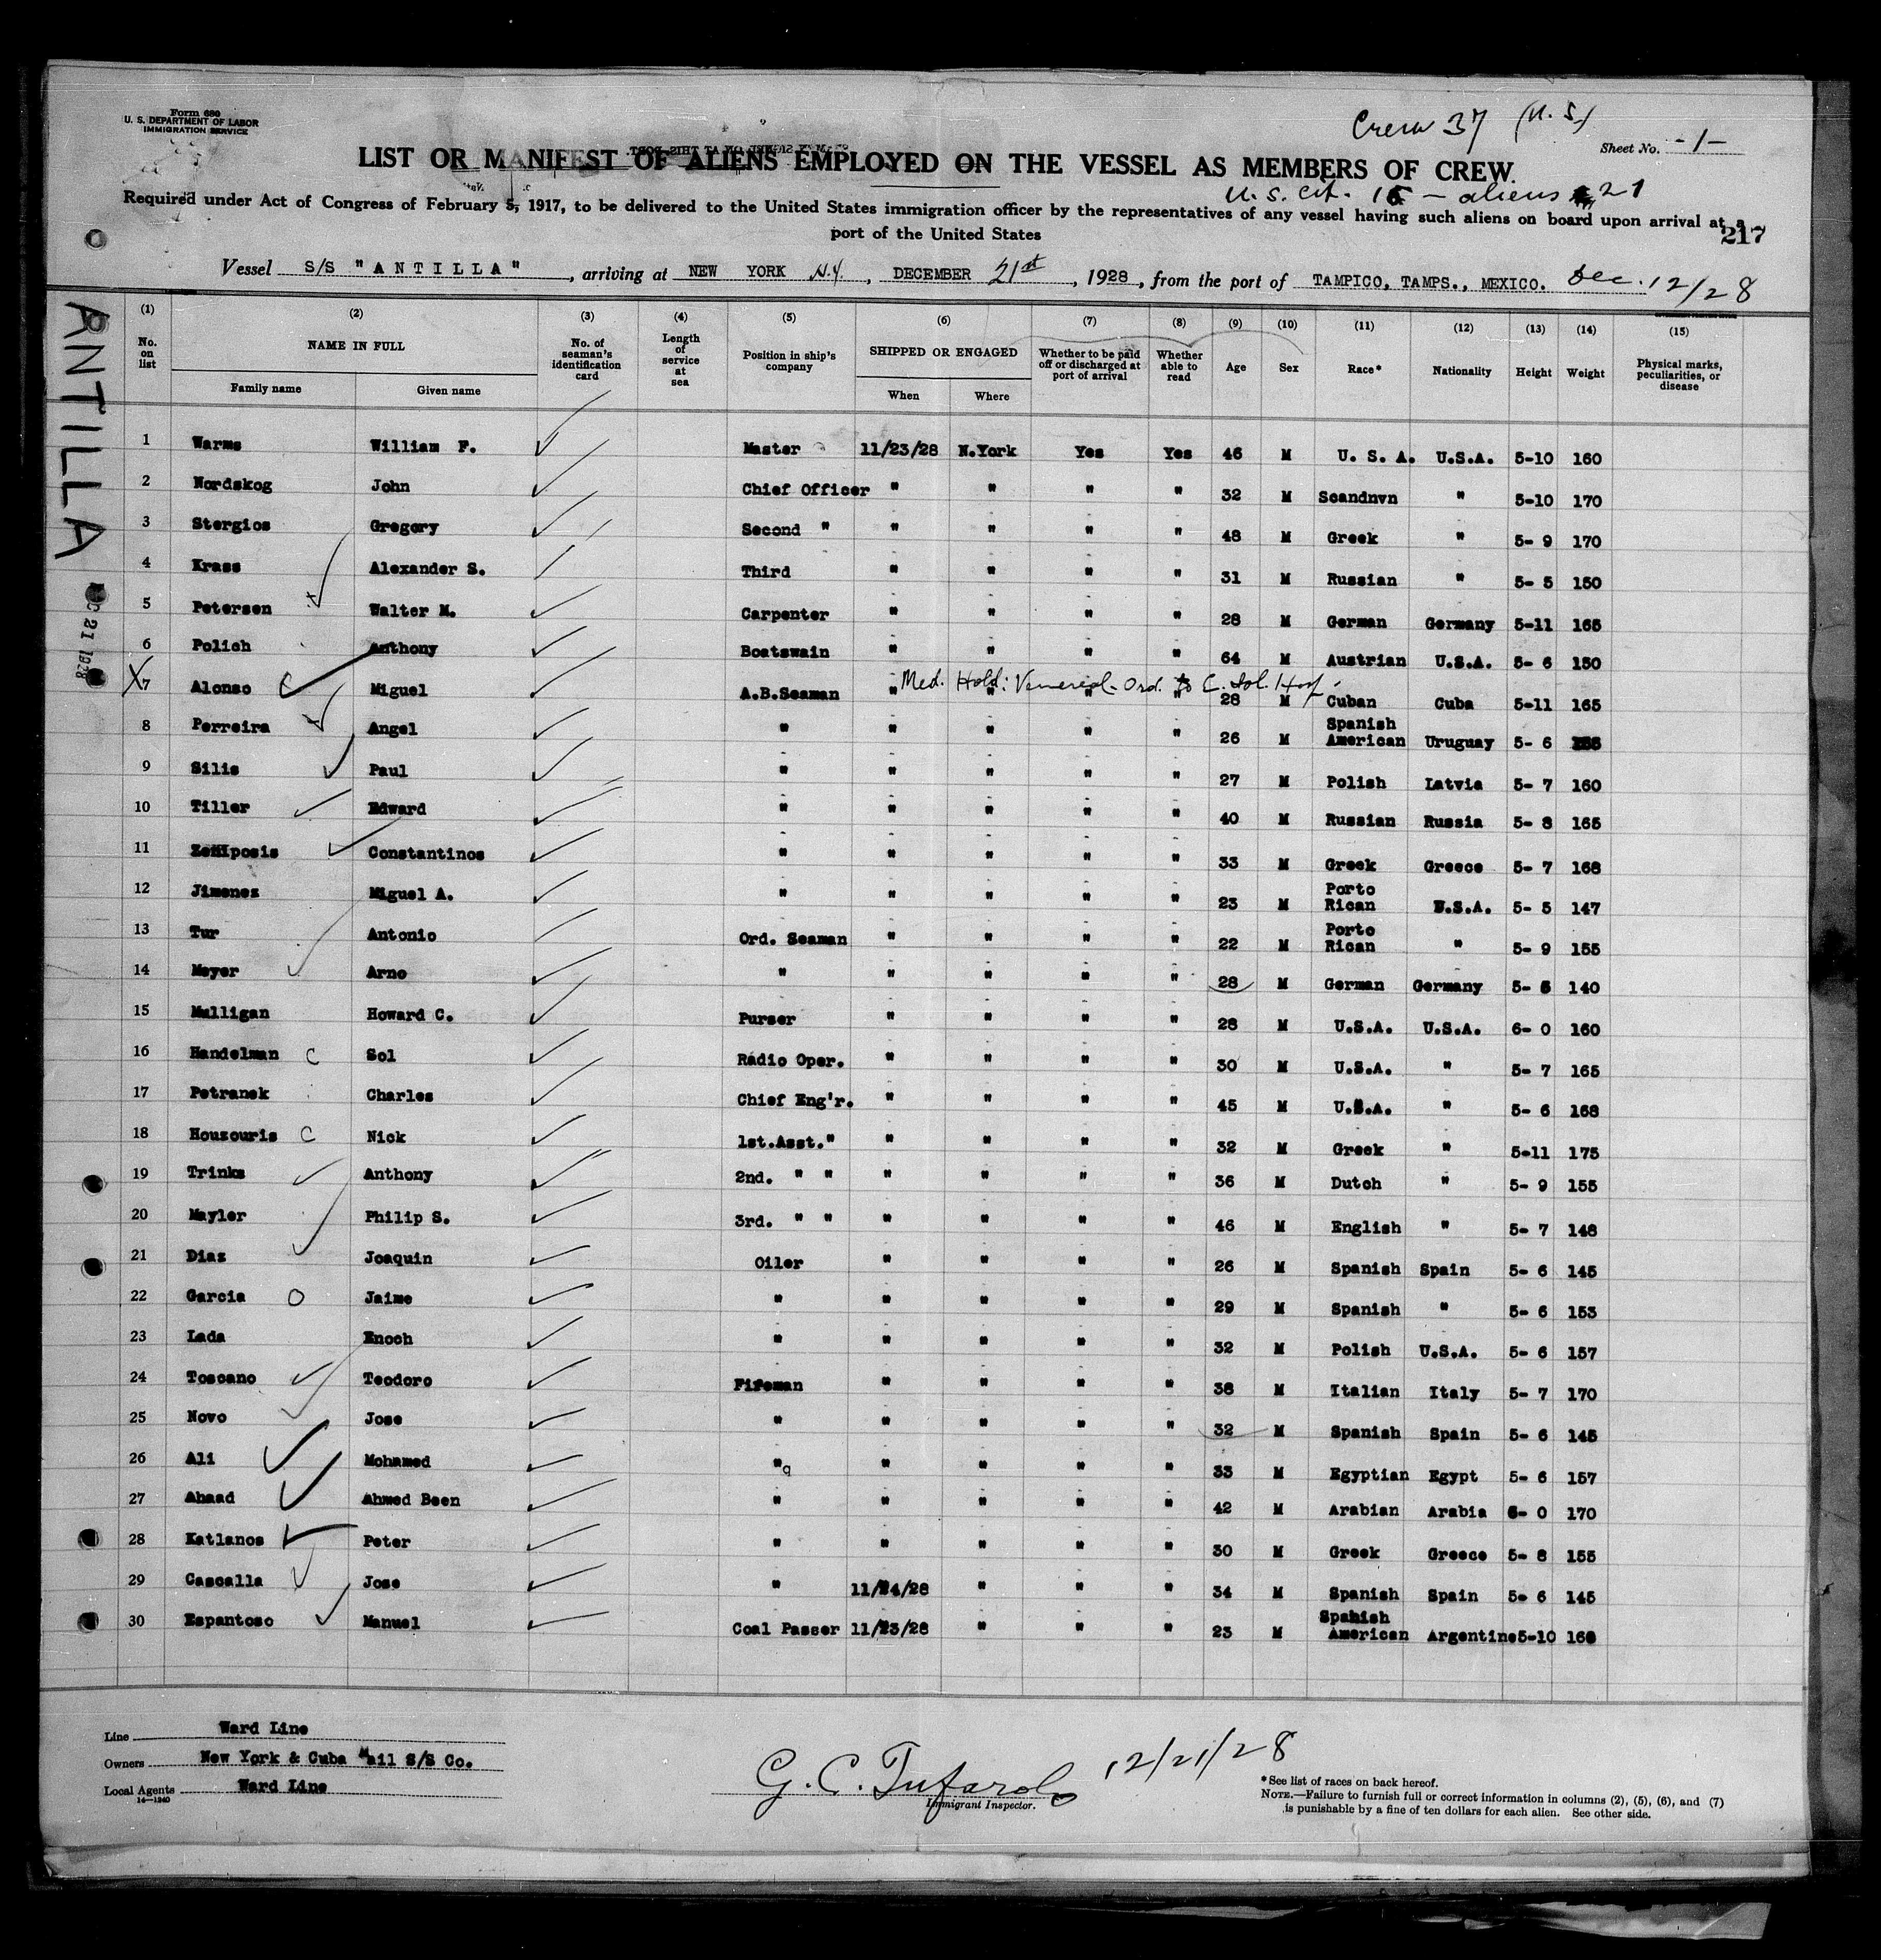 Form 680
U. S. DEPARTMENT OF LABOR
IMMIGRATION SERVICE
Crew 37 (U. S.)
Sheet No. -1-
LIST OR MANIFEST OF ALIENS EMPLOYED ON THE VESSEL AS MEMBERS OF CREW.
U. S. Cit. 16 - aliens 21
Required under Act of Congress of February 5, 1917, to be delivered to the United States immigration officer by the representatives of any vessel having such aliens on board upon arrival at a
port of the United States
217
Vessel S/S "ANTILLA", arriving at NEW YORK N.Y., DECEMBER 21st, 1928, from the port of TAMPICO, TAMPS., MEXICO. Dec. 12/28
ANTILLA
21 1928
(1) (2) (3) (4) (5) (6) (7) (8) (9) (10) (11) (12) (13) (14) (15)
No. on list NAME IN FULL Family name Given name No. of seaman's identification card Length of service at sea Position in ship's company SHIPPED OR ENGAGED When Where Whether to be paid off or discharged at port of arrival Whether able to read Age Sex Race* Nationality Height Weight Physical marks, peculiarities, or disease
1 Warms William F. Master 11/23/28 N.York Yes Yes 46 M U. S. A. U.S.A. 5-10 160
2 Nordskog John Chief Officer " " " " 32 M Scandnvn " 5-10 170
3 Stergios Gregory Second " " " " " 48 M Greek " 5- 9 170
4 Krass Alexander S. Third " " " " 31 M Russian " 5- 5 150
5 Petersen Walter M. Carpenter " " " " 28 M German Germany 5-11 165
6 Polich Anthony Boatswain " " " " 64 M Austrian U.S.A. 5- 6 150
X7 Alonso Miguel A.B.Seaman " " " " 28 M Cuban Cuba 5-11 165
Med. Hold: Venereal. Ord. to
8 Ferreira Angel " " " " " 26 M Spanish American Uruguay 5- 6
9 Silis Paul " " " " " 27 M Polish Latvia 5- 7 160
10 Tiller Edward " " " " " 40 M Russian Russia 5- 8 165
11 Constantinos " " " " " 33 M Greek Greece 5- 7 168
12 Jimenez Miguel A. " " " " " 23 M Porto Rican U.S.A. 5- 5 147
13 Tur Antonio Ord. Seaman " " " " 22 M Porto Rican " 5- 9 155
14 Meyer Arno " " " " " 28 M German Germany 5- 140
15 Mulligan Howard C. Purser " " " " 28 M U.S.A. U.S.A. 6- 0 160
16 Handelman C Sol Radio Oper. " " " " 30 M U.S.A. " 5- 7 165
17 Petranek Charles Chief Eng'r. " " " " 45 M U.S.A. " 5- 6 168
18 Houzouris C Nick 1st.Asst." " " " " 32 M Greek " 5-11 175
19 Trinks Anthony 2nd. " " " " " " 36 M Dutch " 5- 9 155
20 Mayler Philip S. 3rd. " " " " " " 46 M English " 5- 7 148
21 Diaz Joaquin Oiler " " " " 26 M Spanish Spain 5- 6 145
22 Garcia O Jaime " " " " " 29 M Spanish " 5- 6 153
23 Lada Enoch " " " " " 32 M Polish U.S.A. 5- 6 157
24 Toscano Teodoro Fireman " " " " 38 M Italian Italy 5- 7 170
25 Novo Jose " " " " " 32 M Spanish Spain 5- 6 145
26 Ali Mohamed " " " " " 33 M Egyptian Egypt 5- 6 157
27 Ahaad Ahmed Been " " " " " 42 M Arabian Arabia 6- 0 170
28 Katlanos Peter " " " " " 30 M Greek Greece 5- 8 155
29 Cascalla Jose " 11/24/28 " " " 34 M Spanish Spain 5- 6 145
30 Espantoso Manuel Coal Passer 11/23/28 " " " 23 M Spanish American Argentine 5-10 160
Line Ward Line
Owners New York & Cuba Mail S/S Co.
Local Agents Ward Line
14-1240
G. C. Tufarolo 12/21/28
Immigrant Inspector.
*See list of races on back hereof.
NOTE.—Failure to furnish full or correct information in columns (2), (5), (6), and (7)
is punishable by a fine of ten dollars for each alien. See other side.